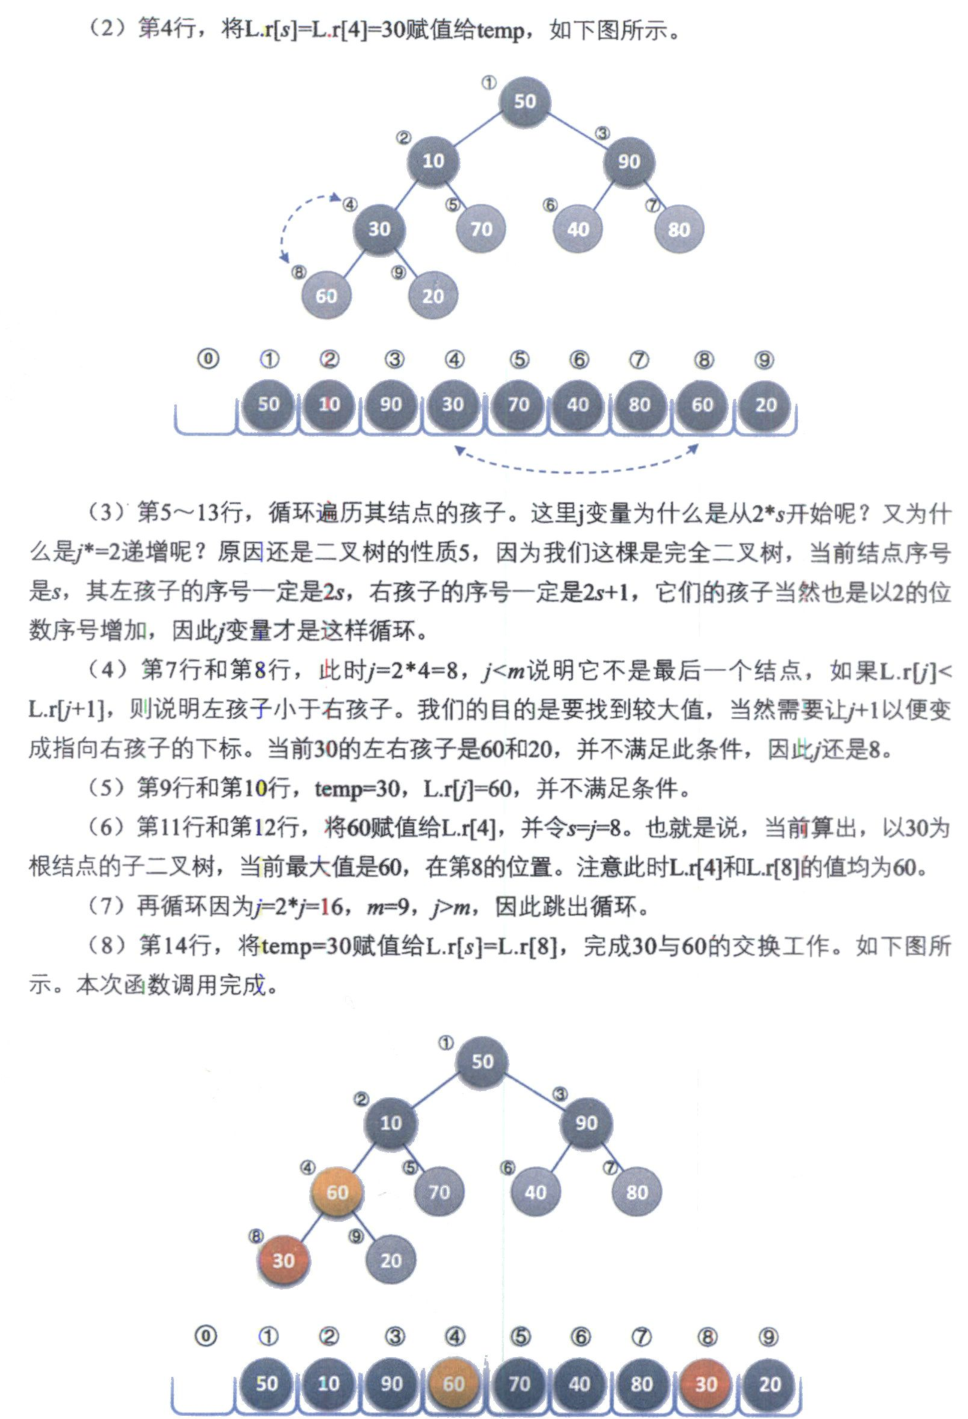 （2）第4行，将L.r[s]=L.r[4]=30赋值给temp，如下图所示。
①
50
②
③
10
90
④
⑤
⑥
⑦
30
70
40
80
⑧
⑨
60
20
⓪ ① ② ③ ④ ⑤ ⑥ ⑦ ⑧ ⑨
50 10 90 30 70 40 80 60 20
（3）第5～13行，循环遍历其结点的孩子。这里j变量为什么是从2*s开始呢？又为什
么是j*=2递增呢？原因还是二叉树的性质5，因为我们这棵是完全二叉树，当前结点序号
是s，其左孩子的序号一定是2s，右孩子的序号一定是2s+1，它们的孩子当然也是以2的位
数序号增加，因此j变量才是这样循环。
（4）第7行和第8行，此时j=2*4=8，j<m说明它不是最后一个结点，如果L.r[j]<
L.r[j+1]，则说明左孩子小于右孩子。我们的目的是要找到较大值，当然需要让j+1以便变
成指向右孩子的下标。当前30的左右孩子是60和20，并不满足此条件，因此j还是8。
（5）第9行和第10行，temp=30，L.r[j]=60，并不满足条件。
（6）第11行和第12行，将60赋值给L.r[4]，并令s=j=8。也就是说，当前算出，以30为
根结点的子二叉树，当前最大值是60，在第8的位置。注意此时L.r[4]和L.r[8]的值均为60。
（7）再循环因为j=2*j=16，m=9，j>m，因此跳出循环。
（8）第14行，将temp=30赋值给L.r[s]=L.r[8]，完成30与60的交换工作。如下图所
示。本次函数调用完成。
①
50
②
③
10
90
④
⑤
⑥
⑦
60
70
40
80
⑧
⑨
30
20
⓪ ① ② ③ ④ ⑤ ⑥ ⑦ ⑧ ⑨
50 10 90 60 70 40 80 30 20